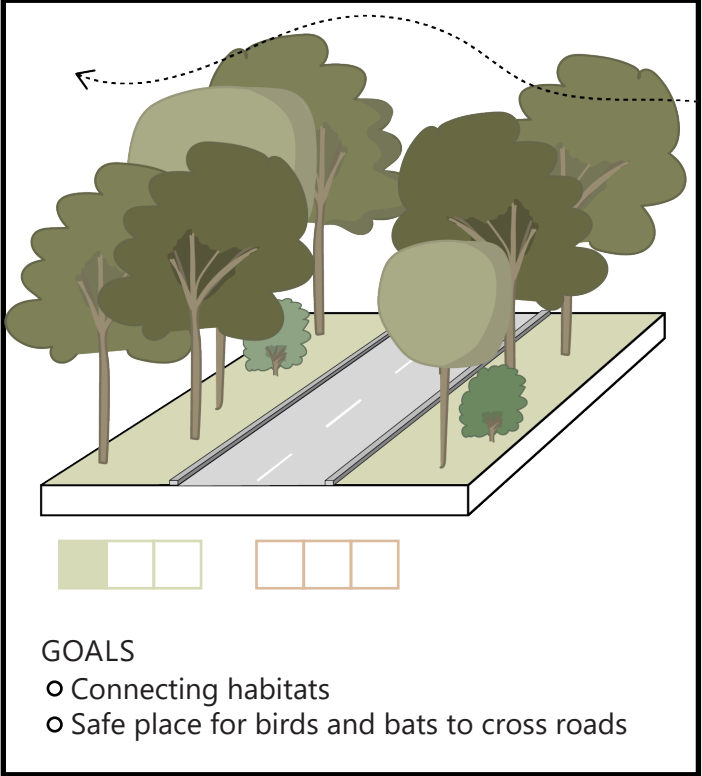 GOALS
Connecting habitats
Safe place for birds and bats to cross roads